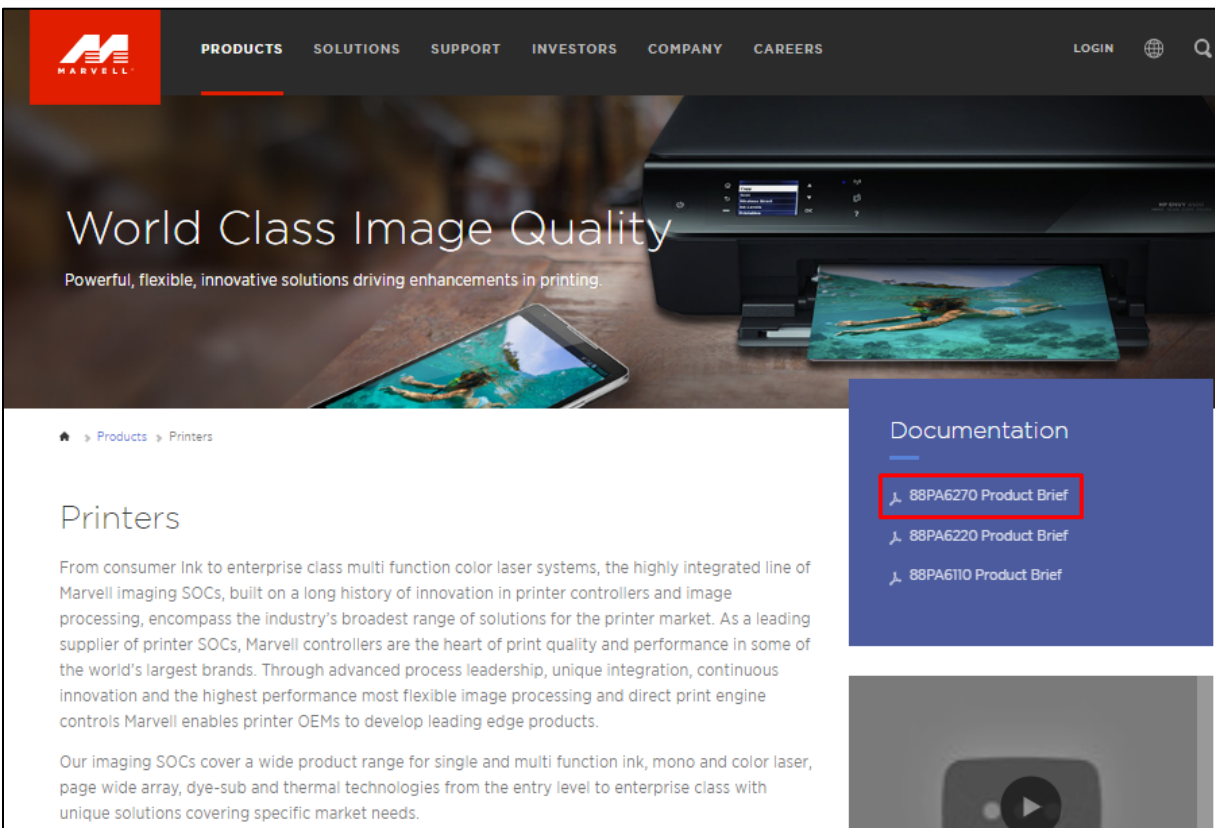 MARVELL
PRODUCTS SOLUTIONS SUPPORT INVESTORS COMPANY CAREERS LOGIN
World Class Image Quality
Powerful, flexible, innovative solutions driving enhancements in printing.
Products Printers
Documentation
88PA6270 Product Brief
88PA6220 Product Brief
88PA6110 Product Brief
Printers
From consumer Ink to enterprise class multi function color laser systems, the highly integrated line of
Marvell imaging SOCs, built on a long history of innovation in printer controllers and image
processing, encompass the industry's broadest range of solutions for the printer market. As a leading
supplier of printer SOCs, Marvell controllers are the heart of print quality and performance in some of
the world's largest brands. Through advanced process leadership, unique integration, continuous
innovation and the highest performance most flexible image processing and direct print engine
controls Marvell enables printer OEMs to develop leading edge products.
Our imaging SOCs cover a wide product range for single and multi function ink, mono and color laser,
page wide array, dye-sub and thermal technologies from the entry level to enterprise class with
unique solutions covering specific market needs.